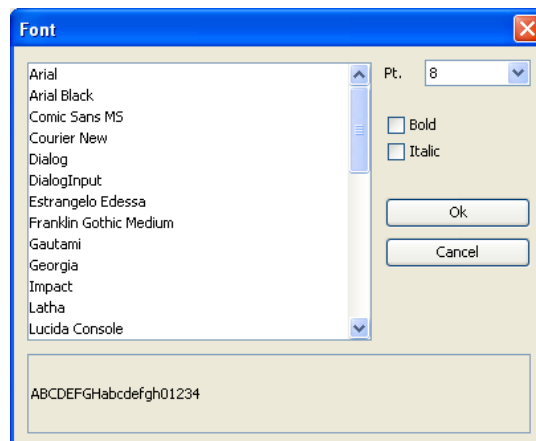 Font
Arial
Arial Black
Comic Sans MS
Courier New
Dialog
DialogInput
Estrangelo Edessa
Franklin Gothic Medium
Gautami
Georgia
Impact
Latha
Lucida Console
Pt. 8
Bold
Italic
Ok
Cancel
ABCDEFGHabcdefgh01234